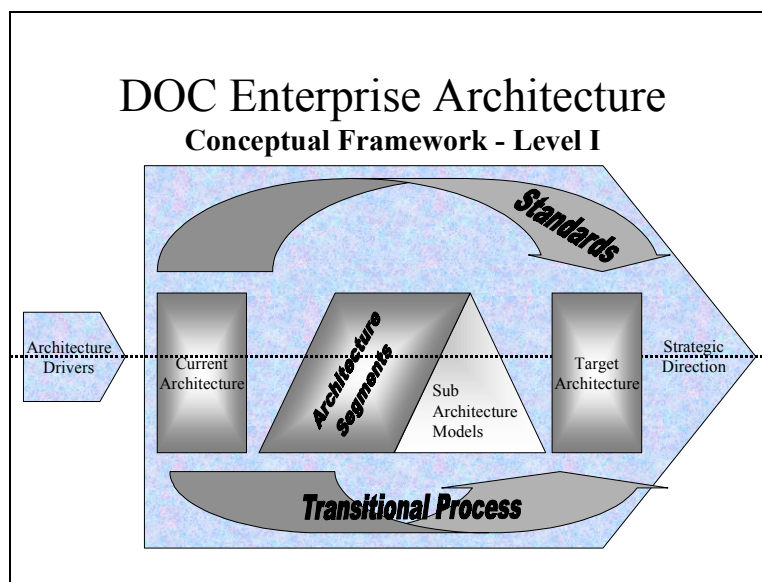 DOC Enterprise Architecture
Conceptual Framework - Level I
Standards
Architecture
Drivers
Current
Architecture
Architecture
Segments
Sub
Architecture
Models
Target
Architecture
Strategic
Direction
Transitional Process